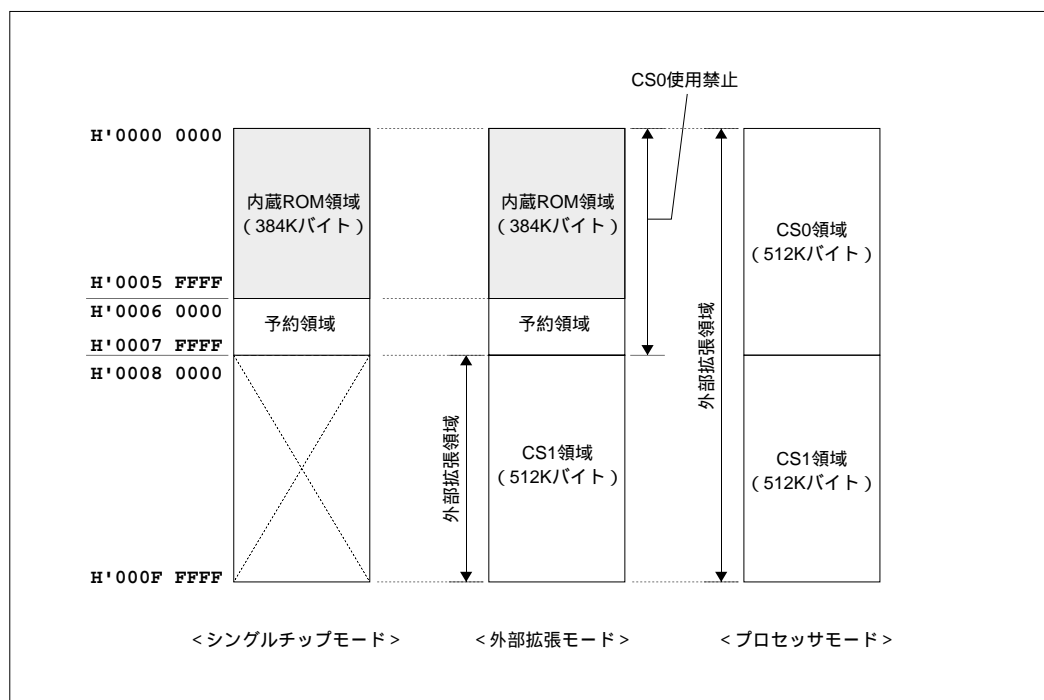 CS0使用禁止
H'0000 0000
内蔵ROM領域
（384Kバイト）
内蔵ROM領域
（384Kバイト）
CS0領域
（512Kバイト）
H'0005 FFFF
H'0006 0000
予約領域
予約領域
H'0007 FFFF
H'0008 0000
外部拡張領域
外部拡張領域
CS1領域
（512Kバイト）
CS1領域
（512Kバイト）
H'000F FFFF
＜シングルチップモード＞
＜外部拡張モード＞
＜プロセッサモード＞